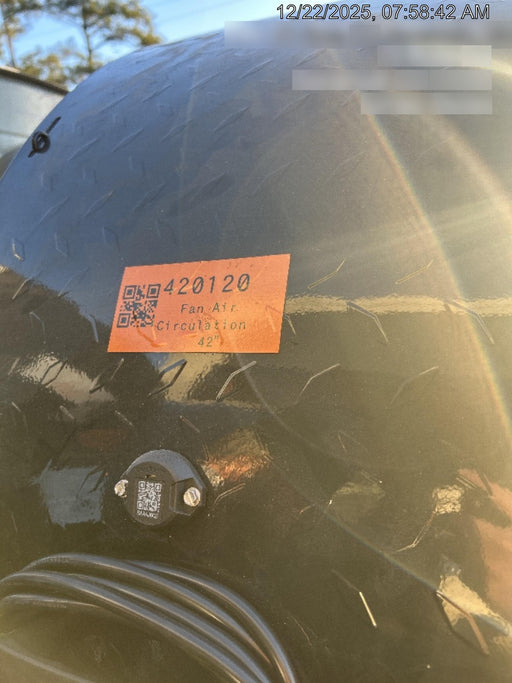 12/22/2025, 07:58:42 AM
420120
Fan Air
Circulation
42"